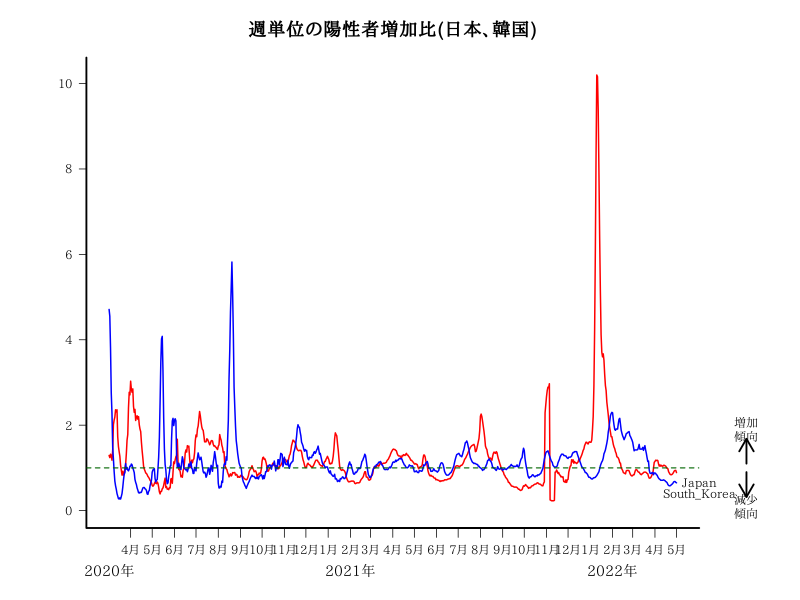 週単位の陽性者増加比(日本、韓国)
10
8
6
4
2
0
増加
傾向
Japan
South_Korea
減少
傾向
4月 5月 6月 7月 8月 9月 10月 11月 12月 1月 2月 3月 4月 5月 6月 7月 8月 9月 10月 11月 12月 1月 2月 3月 4月 5月
2020年 2021年 2022年